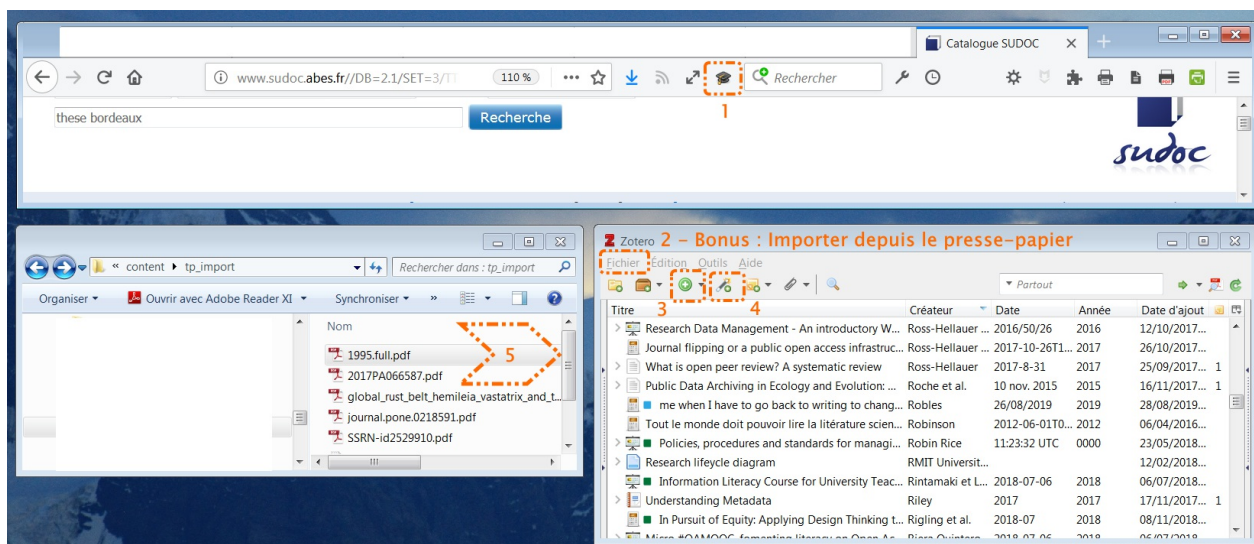 Catalogue SUDOC
www.sudoc.abes.fr//DB=2.1/SET=3/T
110 %
Rechercher
1
these bordeaux
Recherche
sudoc
content
tp_import
Rechercher dans : tp_import
Organiser
Ouvrir avec Adobe Reader XI
Synchroniser
»
Nom
1995.full.pdf
5
2017PA066587.pdf
global_rust_belt_hemileia_vastatrix_and_t...
journal.pone.0218591.pdf
SSRN-id2529910.pdf
Zotero 2 – Bonus : Importer depuis le presse-papier
Fichier Édition Outils Aide
Partout
3 4
Titre Créateur Date Année Date d'ajout
Research Data Management - An introductory W... Ross-Hellauer ... 2016/50/26 2016 12/10/2017...
Journal flipping or a public open access infrastruc... Ross-Hellauer ... 2017-10-26T1... 2017 26/10/2017...
What is open peer review? A systematic review Ross-Hellauer 2017-8-31 2017 25/09/2017... 1
Public Data Archiving in Ecology and Evolution: ... Roche et al. 10 nov. 2015 2015 16/11/2017... 1
me when I have to go back to writing to chang... Robles 26/08/2019 2019 28/08/2019...
Tout le monde doit pouvoir lire la litérature scien... Robinson 2012-06-01T0... 2012 06/04/2016...
Policies, procedures and standards for managi... Robin Rice 11:23:32 UTC 0000 23/05/2018...
Research lifeycle diagram RMIT Universit... 12/02/2018...
Information Literacy Course for University Teac... Rintamaki et L... 2018-07-06 2018 06/07/2018...
Understanding Metadata Riley 2017 2017 17/11/2017... 1
In Pursuit of Equity: Applying Design Thinking t... Rigling et al. 2018-07 2018 08/11/2018...